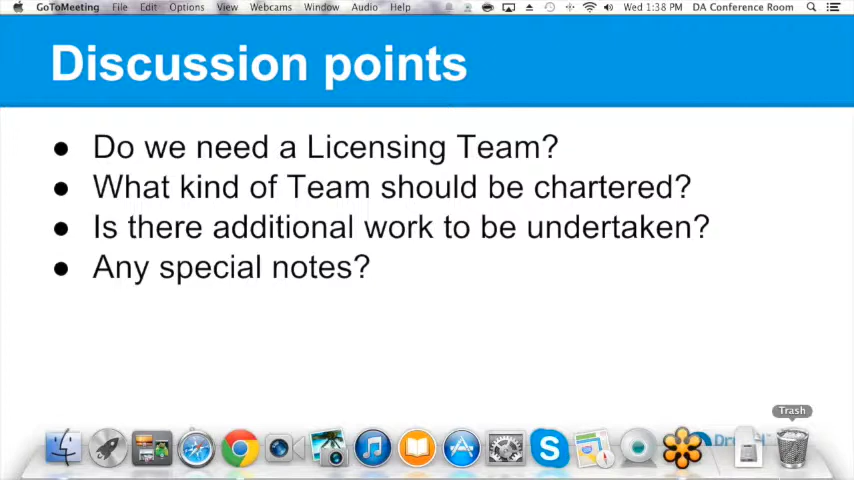 GoToMeeting File Edit Options View Webcams Window Audio Help Wed 1:38 PM DA Conference Room
Discussion points
● Do we need a Licensing Team?
● What kind of Team should be chartered?
● Is there additional work to be undertaken?
● Any special notes?
Trash